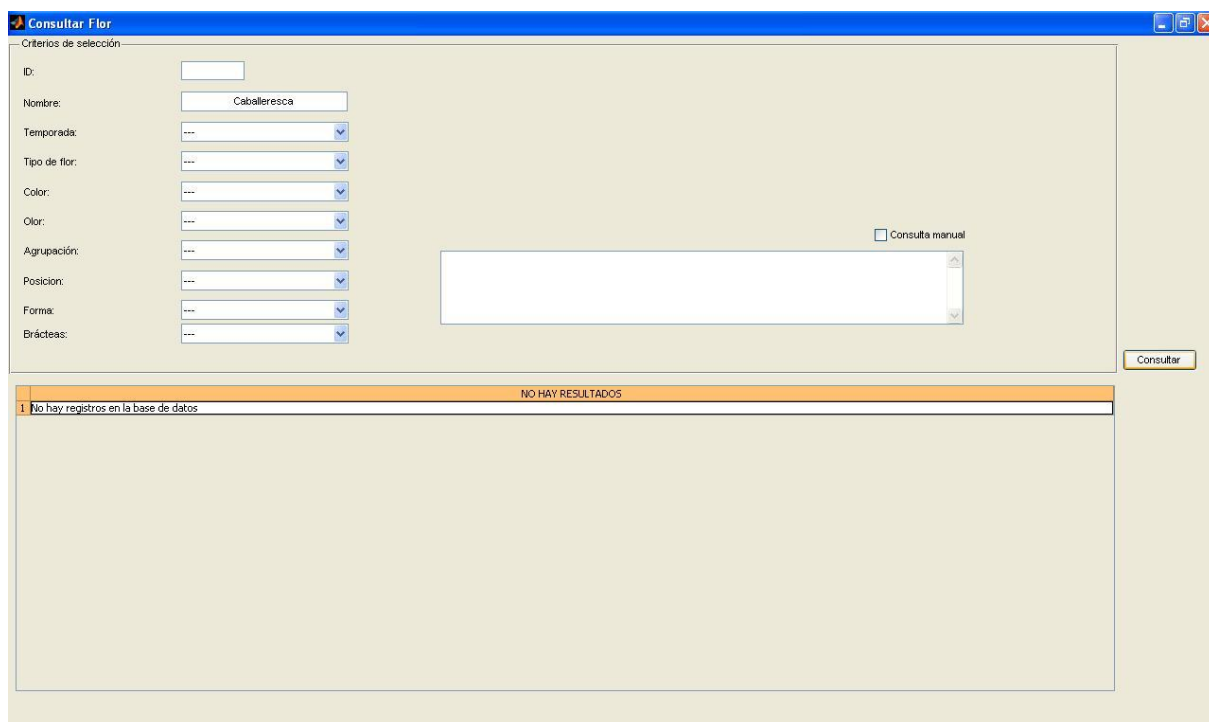 Consultar Flor
Criterios de selección
ID:
Nombre: Caballeresca
Temporada: ---
Tipo de flor: ---
Color: ---
Olor: ---
Consulta manual
Agrupación: ---
Posicion: ---
Forma: ---
Brácteas: ---
Consultar
NO HAY RESULTADOS
1 No hay registros en la base de datos